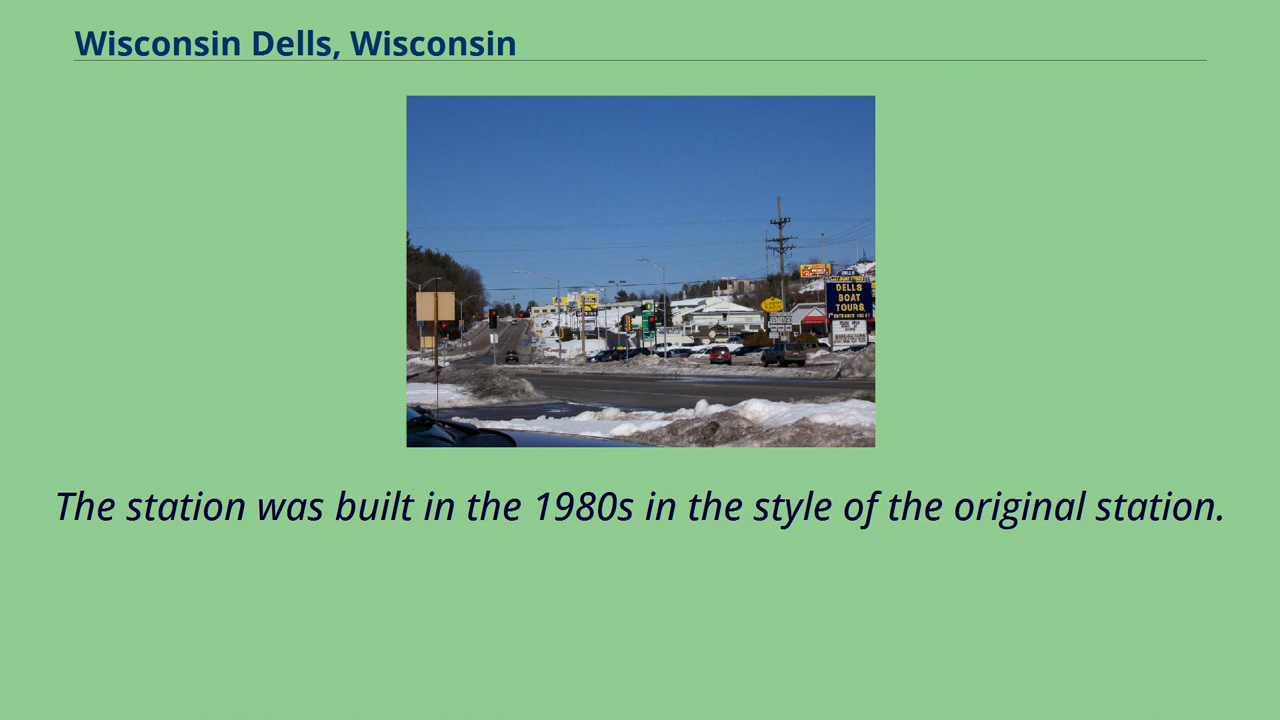 Wisconsin Dells, Wisconsin
DELLS
BOAT
TOURS
The station was built in the 1980s in the style of the original station.